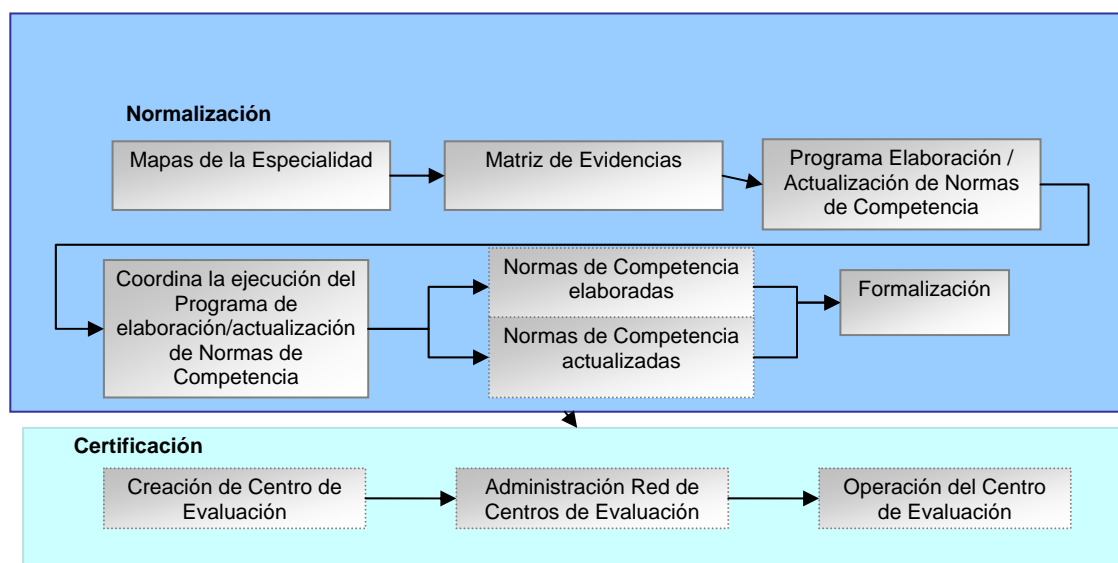 Normalización
Mapas de la Especialidad
Matriz de Evidencias
Programa Elaboración /
Actualización de Normas
de Competencia
Coordina la ejecución del
Programa de
elaboración/actualización
de Normas de
Competencia
Normas de Competencia
elaboradas
Normas de Competencia
actualizadas
Formalización
Certificación
Creación de Centro de
Evaluación
Administración Red de
Centros de Evaluación
Operación del Centro
de Evaluación